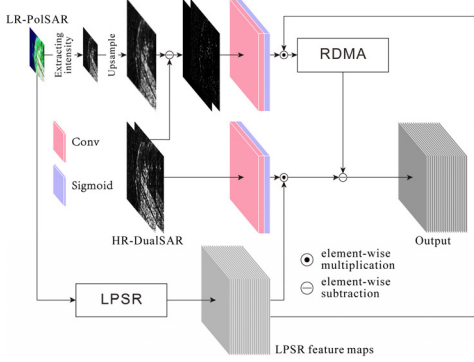 LR-PolSAR
Extracting
intensity
Upsample
RDMA
Conv
Sigmoid
HR-DualSAR
Output
element-wise
multiplication
element-wise
subtraction
LPSR
LPSR feature maps